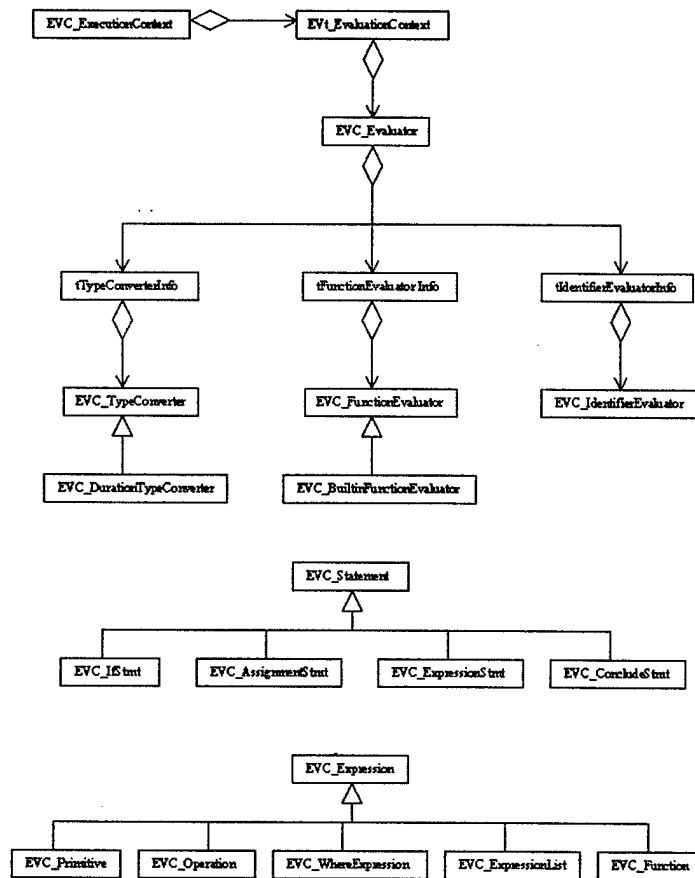 EVC_ExecutionContext
EVt_EvaluationContext
EVC_Evaluator
tTypeConverterInfo
tFunctionEvaluatorInfo
tIdentifierEvaluatorInfo
EVC_TypeConverter
EVC_FunctionEvaluator
EVC_IdentifierEvaluator
EVC_DurationTypeConverter
EVC_BuiltinFunctionEvaluator
EVC_Statement
EVC_IfStmt
EVC_AssignmentStmt
EVC_ExpressionStmt
EVC_ConcludeStmt
EVC_Expression
EVC_Primitive
EVC_Operation
EVC_WhereExpression
EVC_ExpressionList
EVC_Function